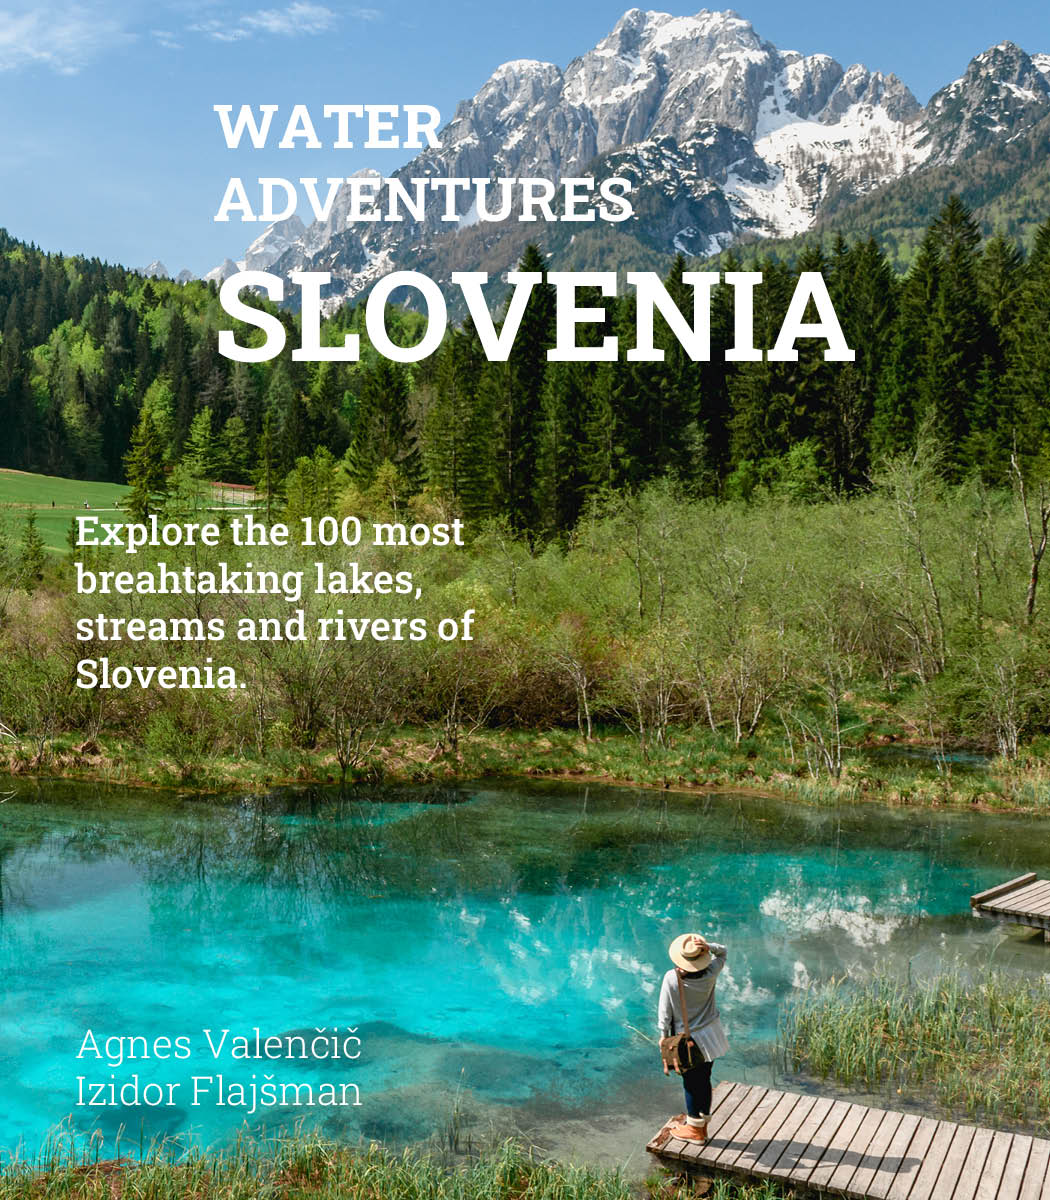 WATER
ADVENTURES
SLOVENIA
Explore the 100 most
breahtaking lakes,
streams and rivers of
Slovenia.
Agnes Valenčič
Izidor Flajšman